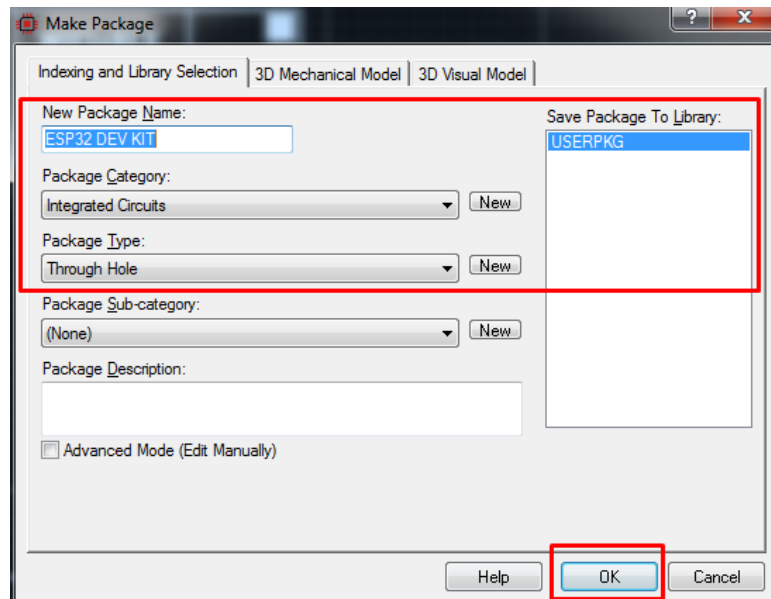 Make Package
?
X
Indexing and Library Selection
3D Mechanical Model
3D Visual Model
New Package Name:
ESP32 DEV KIT
Package Category:
Integrated Circuits
New
Package Type:
Through Hole
New
Package Sub-category:
(None)
New
Package Description:
Advanced Mode (Edit Manually)
Save Package To Library:
USERPKG
Help
OK
Cancel